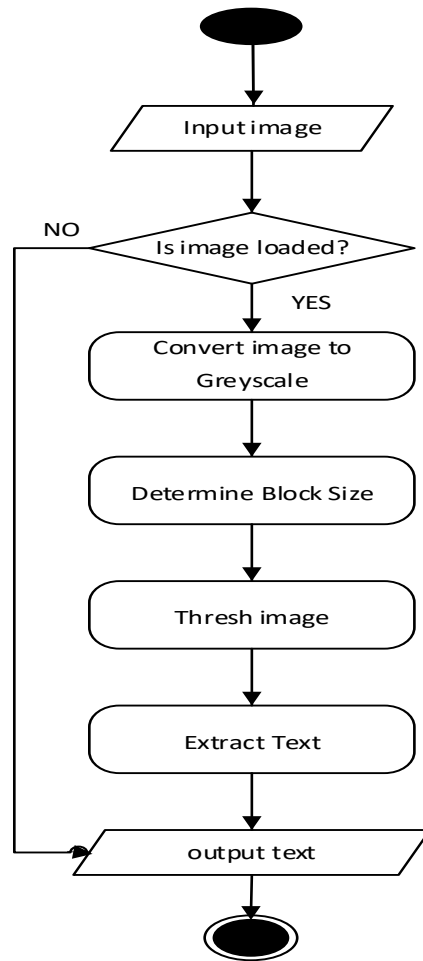 Input image
Is image loaded?
NO
YES
Convert image to
Greyscale
Determine Block Size
Thresh image
Extract Text
output text